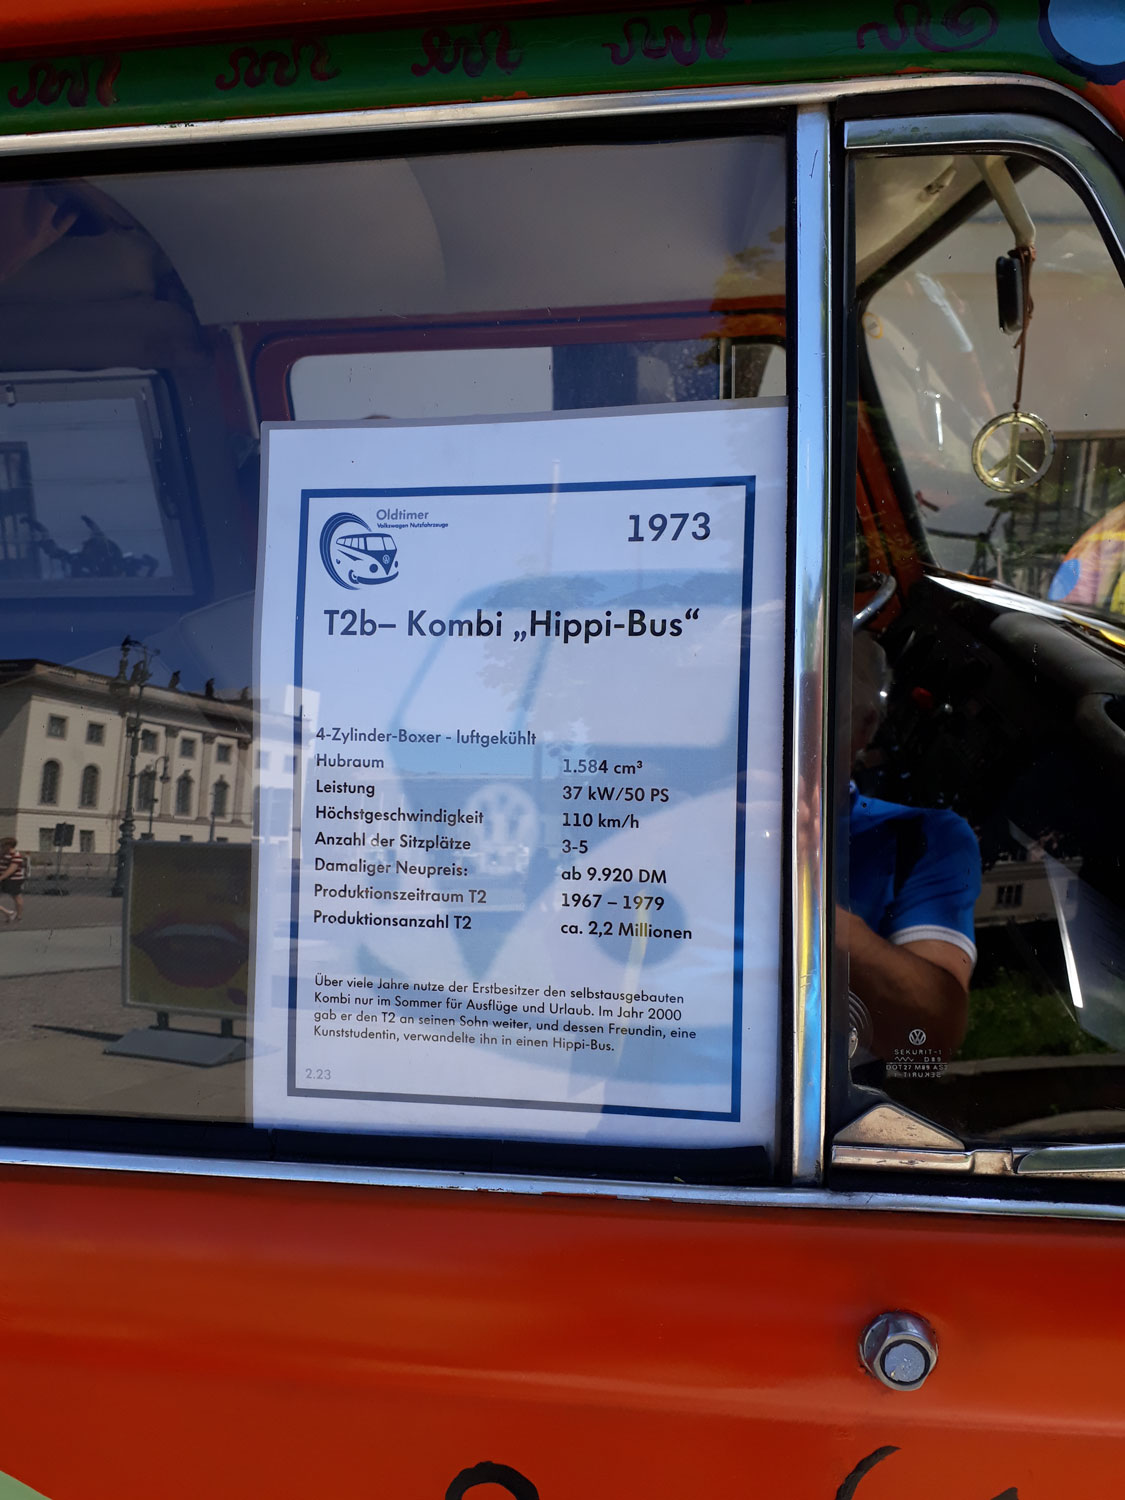 Oldtimer
Volkswagen Nutzfahrzeuge
1973
T2b– Kombi „Hippi-Bus“
4-Zylinder-Boxer - luftgekühlt
Hubraum 1.584 cm³
Leistung 37 kW/50 PS
Höchstgeschwindigkeit 110 km/h
Anzahl der Sitzplätze 3-5
Damaliger Neupreis: ab 9.920 DM
Produktionszeitraum T2 1967 – 1979
Produktionsanzahl T2 ca. 2,2 Millionen
Über viele Jahre nutze der Erstbesitzer den selbstausgebauten
Kombi nur im Sommer für Ausflüge und Urlaub. Im Jahr 2000
gab er den T2 an seinen Sohn weiter, und dessen Freundin, eine
Kunststudentin, verwandelte ihn in einen Hippi-Bus.
2.23
SEKURIT-1